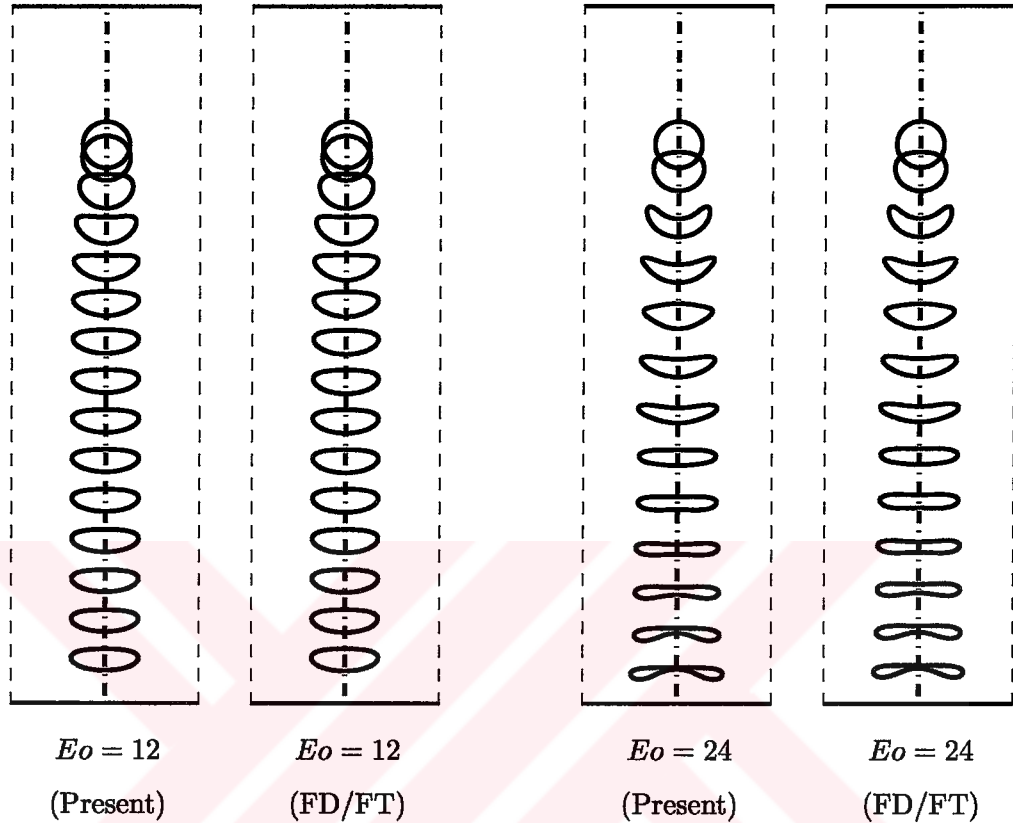 Eo = 12
(Present)
Eo = 12
(FD/FT)
Eo = 24
(Present)
Eo = 24
(FD/FT)